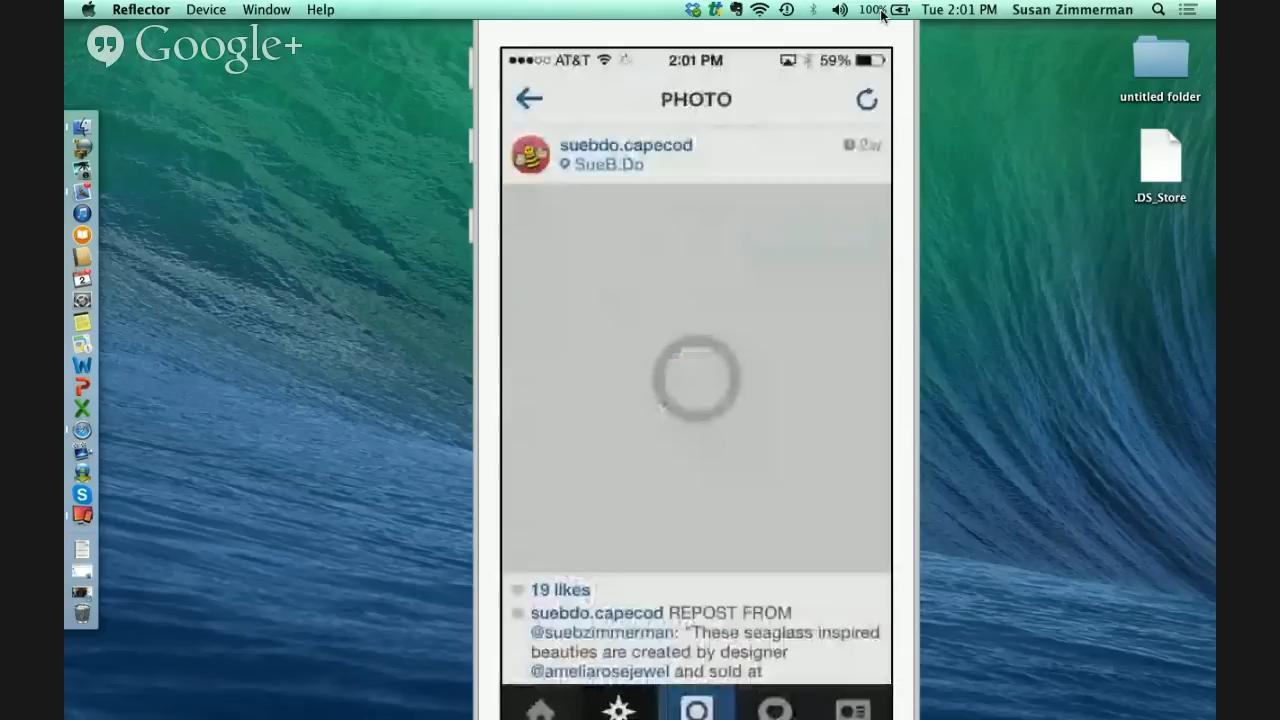 Reflector Device Window Help
100% Tue 2:01 PM Susan Zimmerman
Google+
untitled folder
.DS_Store
AT&T 2:01 PM 59%
PHOTO
suebdo.capecod
SueB.Do
19 likes
suebdo.capecod REPOST FROM
@suebzimmerman: "These seaglass inspired
beauties are created by designer
@ameliarosejewel and sold at